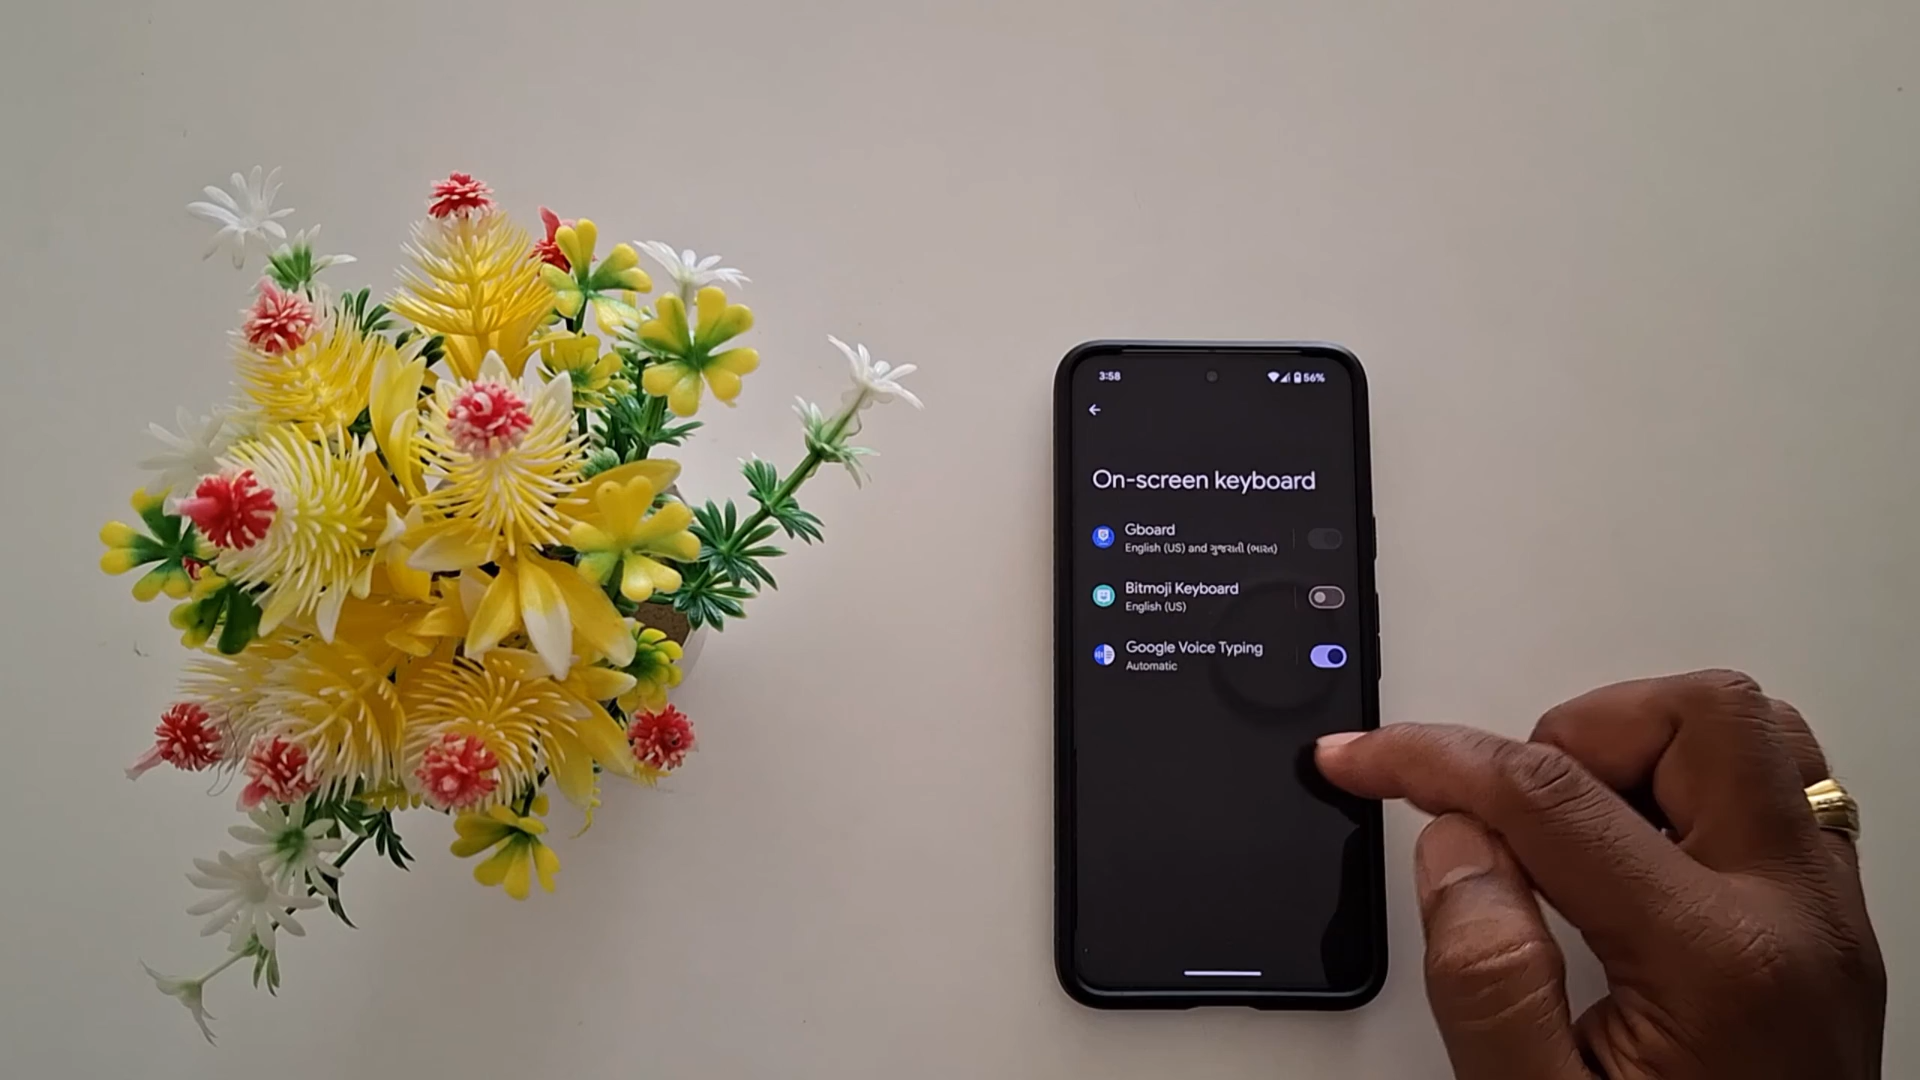 3:58
56%
On-screen keyboard
Gboard
English (US) and ગુજરાતી (ભારત)
Bitmoji Keyboard
English (US)
Google Voice Typing
Automatic